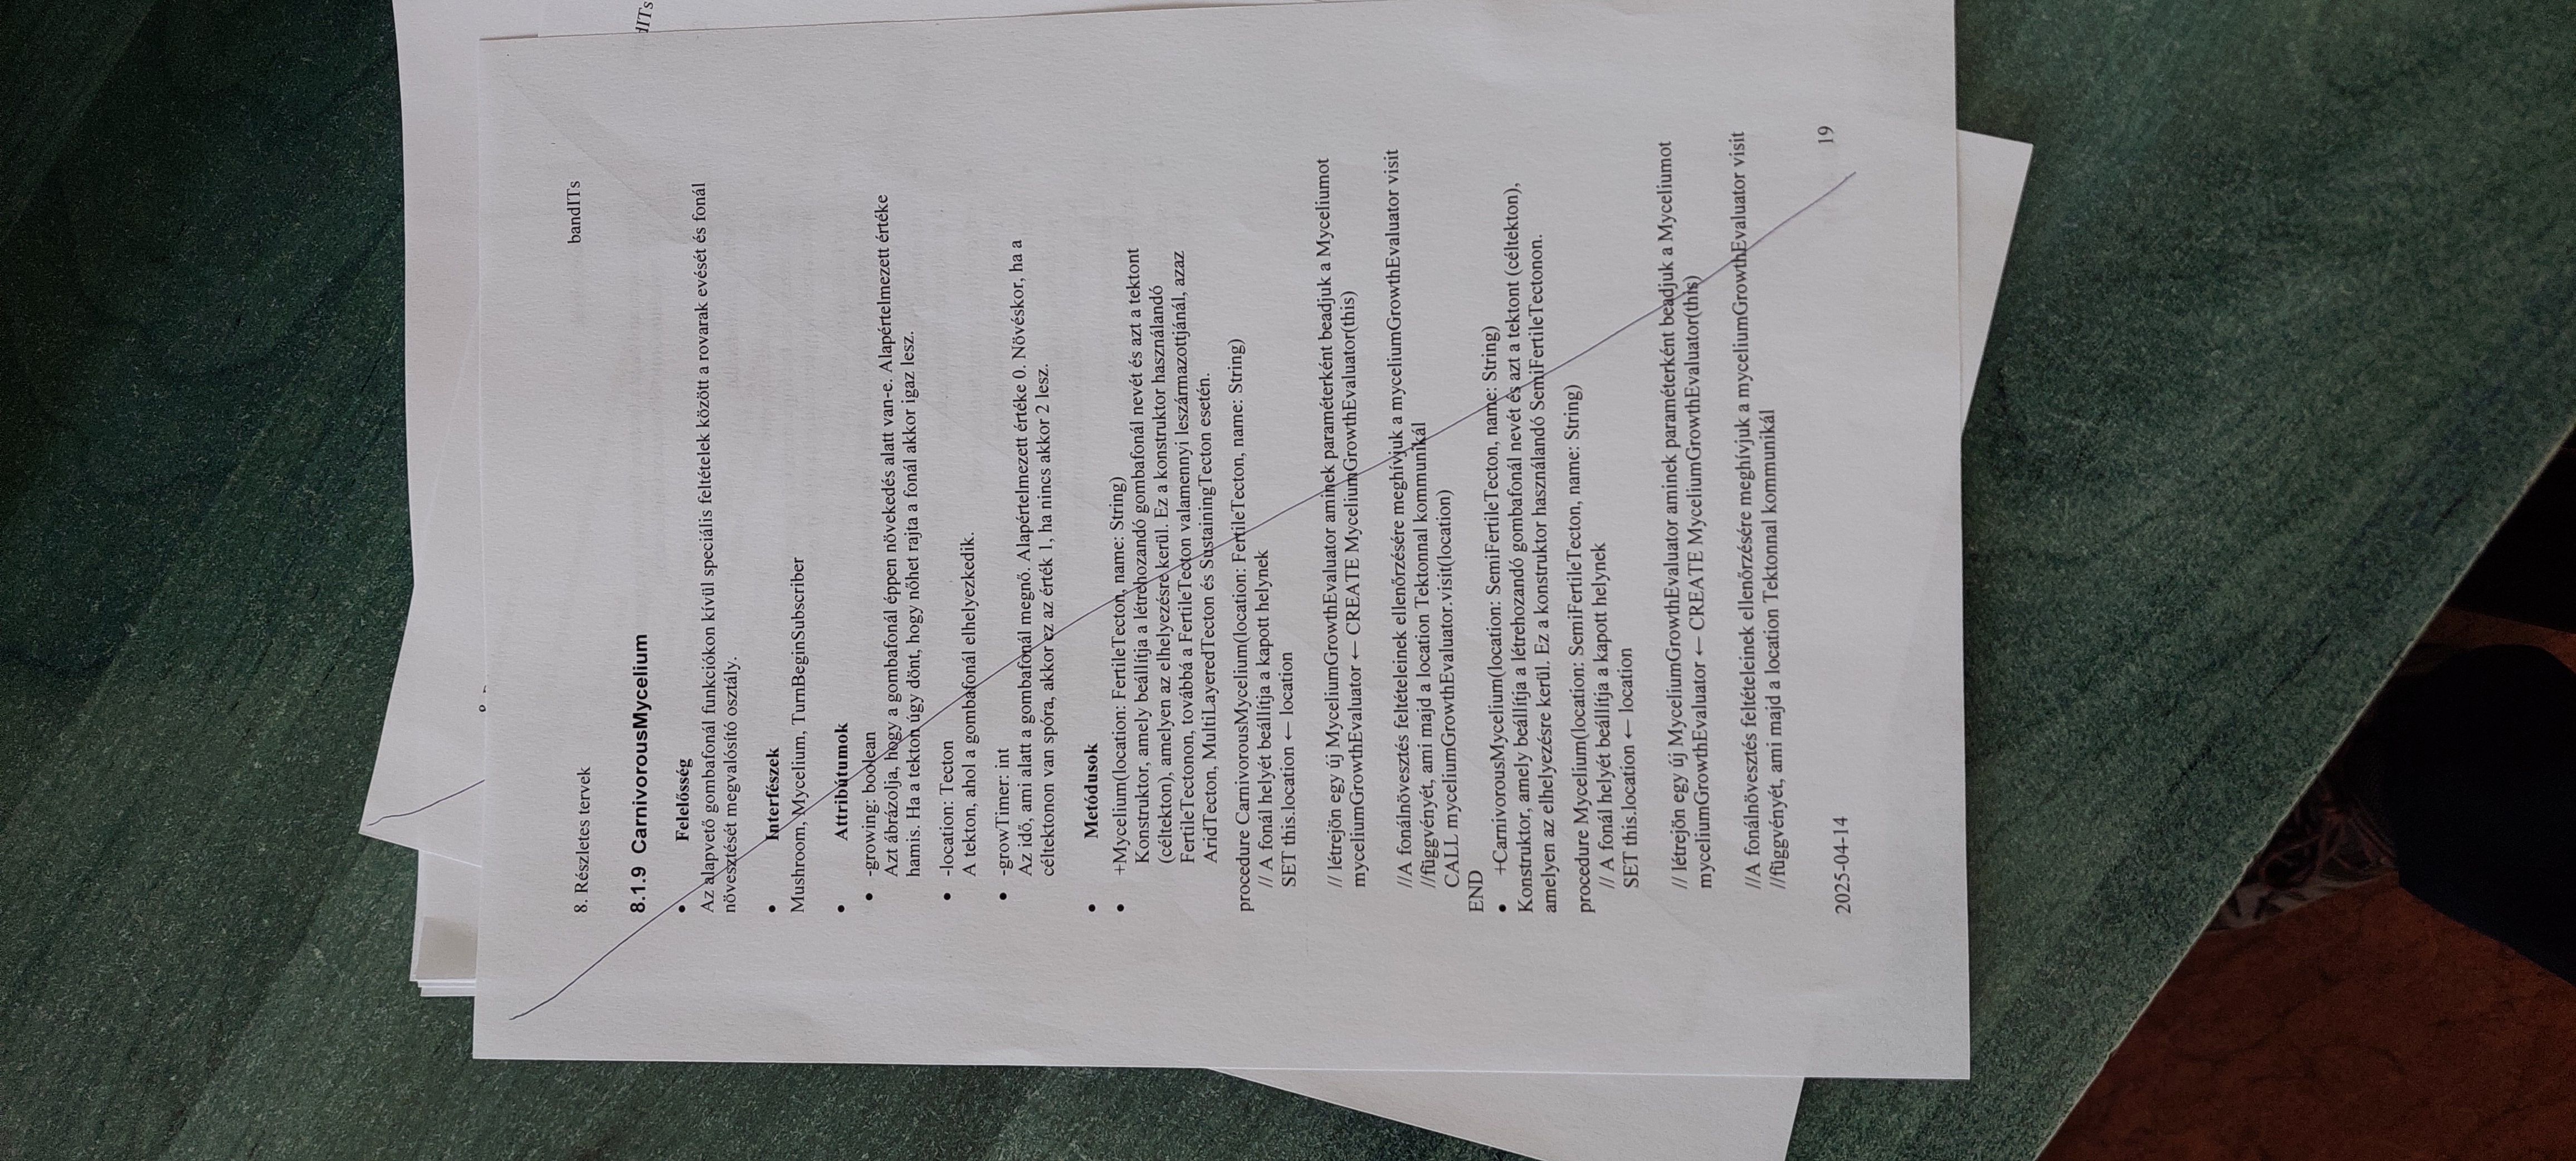 8. Részletes tervek bandITs
8.1.9 CarnivorousMycelium
• Felelősség
Az alapvető gombafonál funkciókon kívül speciális feltételek között a rovarak evését és fonál
növesztését megvalósító osztály.
• Interfészek
Mushroom, Mycelium, TurnBeginSubscriber
• Attribútumok
• -growing: boolean
Azt ábrázolja, hogy a gombafonál éppen növekedés alatt van-e. Alapértelmezett értéke
hamis. Ha a tekton úgy dönt, hogy nőhet rajta a fonál akkor igaz lesz.
• -location: Tecton
A tekton, ahol a gombafonál elhelyezkedik.
• -growTimer: int
Az idő, ami alatt a gombafonál megnő. Alapértelmezett értéke 0. Növéskor, ha a
céltektonon van spóra, akkor ez az érték 1, ha nincs akkor 2 lesz.
• Metódusok
• +Mycelium(location: FertileTecton, name: String)
Konstruktor, amely beállítja a létrehozandó gombafonál nevét és azt a tektont
(céltekton), amelyen az elhelyezésre kerül. Ez a konstruktor használandó
FertileTectonon, továbbá a FertileTecton valamennyi leszármazottjánál, azaz
AridTecton, MultiLayeredTecton és SustainingTecton esetén.
procedure CarnivorousMycelium(location: FertileTecton, name: String)
// A fonál helyét beállítja a kapott helynek
SET this.location ← location
// létrejön egy új MyceliumGrowthEvaluator aminek paraméterként beadjuk a Myceliumot
myceliumGrowthEvaluator ← CREATE MyceliumGrowthEvaluator(this)
//A fonálnövesztés feltételeinek ellenőrzésére meghívjuk a myceliumGrowthEvaluator visit
//függvényét, ami majd a location Tektonnal kommunikál
CALL myceliumGrowthEvaluator.visit(location)
END
• +CarnivorousMycelium(location: SemiFertileTecton, name: String)
Konstruktor, amely beállítja a létrehozandó gombafonál nevét és azt a tektont (céltekton),
amelyen az elhelyezésre kerül. Ez a konstruktor használandó SemiFertileTectonon.
procedure Mycelium(location: SemiFertileTecton, name: String)
// A fonál helyét beállítja a kapott helynek
SET this.location ← location
// létrejön egy új MyceliumGrowthEvaluator aminek paraméterként beadjuk a Myceliumot
myceliumGrowthEvaluator ← CREATE MyceliumGrowthEvaluator(this)
//A fonálnövesztés feltételeinek ellenőrzésére meghívjuk a myceliumGrowthEvaluator visit
//függvényét, ami majd a location Tektonnal kommunikál
2025-04-14 19